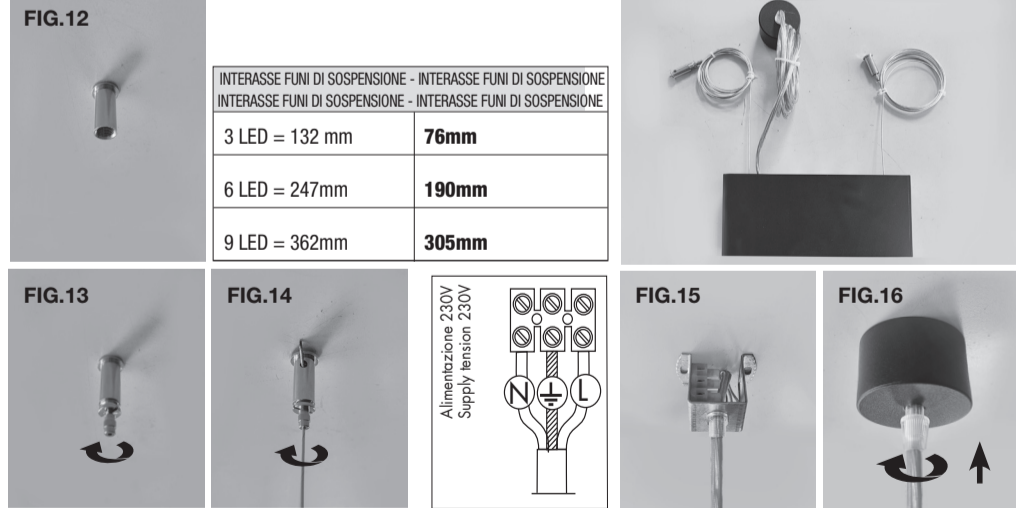 FIG.12
INTERASSE FUNI DI SOSPENSIONE - INTERASSE FUNI DI SOSPENSIONE
INTERASSE FUNI DI SOSPENSIONE - INTERASSE FUNI DI SOSPENSIONE
3 LED = 132 mm 76mm
6 LED = 247mm 190mm
9 LED = 362mm 305mm
FIG.13
FIG.14
Alimentazione 230V
Supply tension 230V
N L
FIG.15
FIG.16